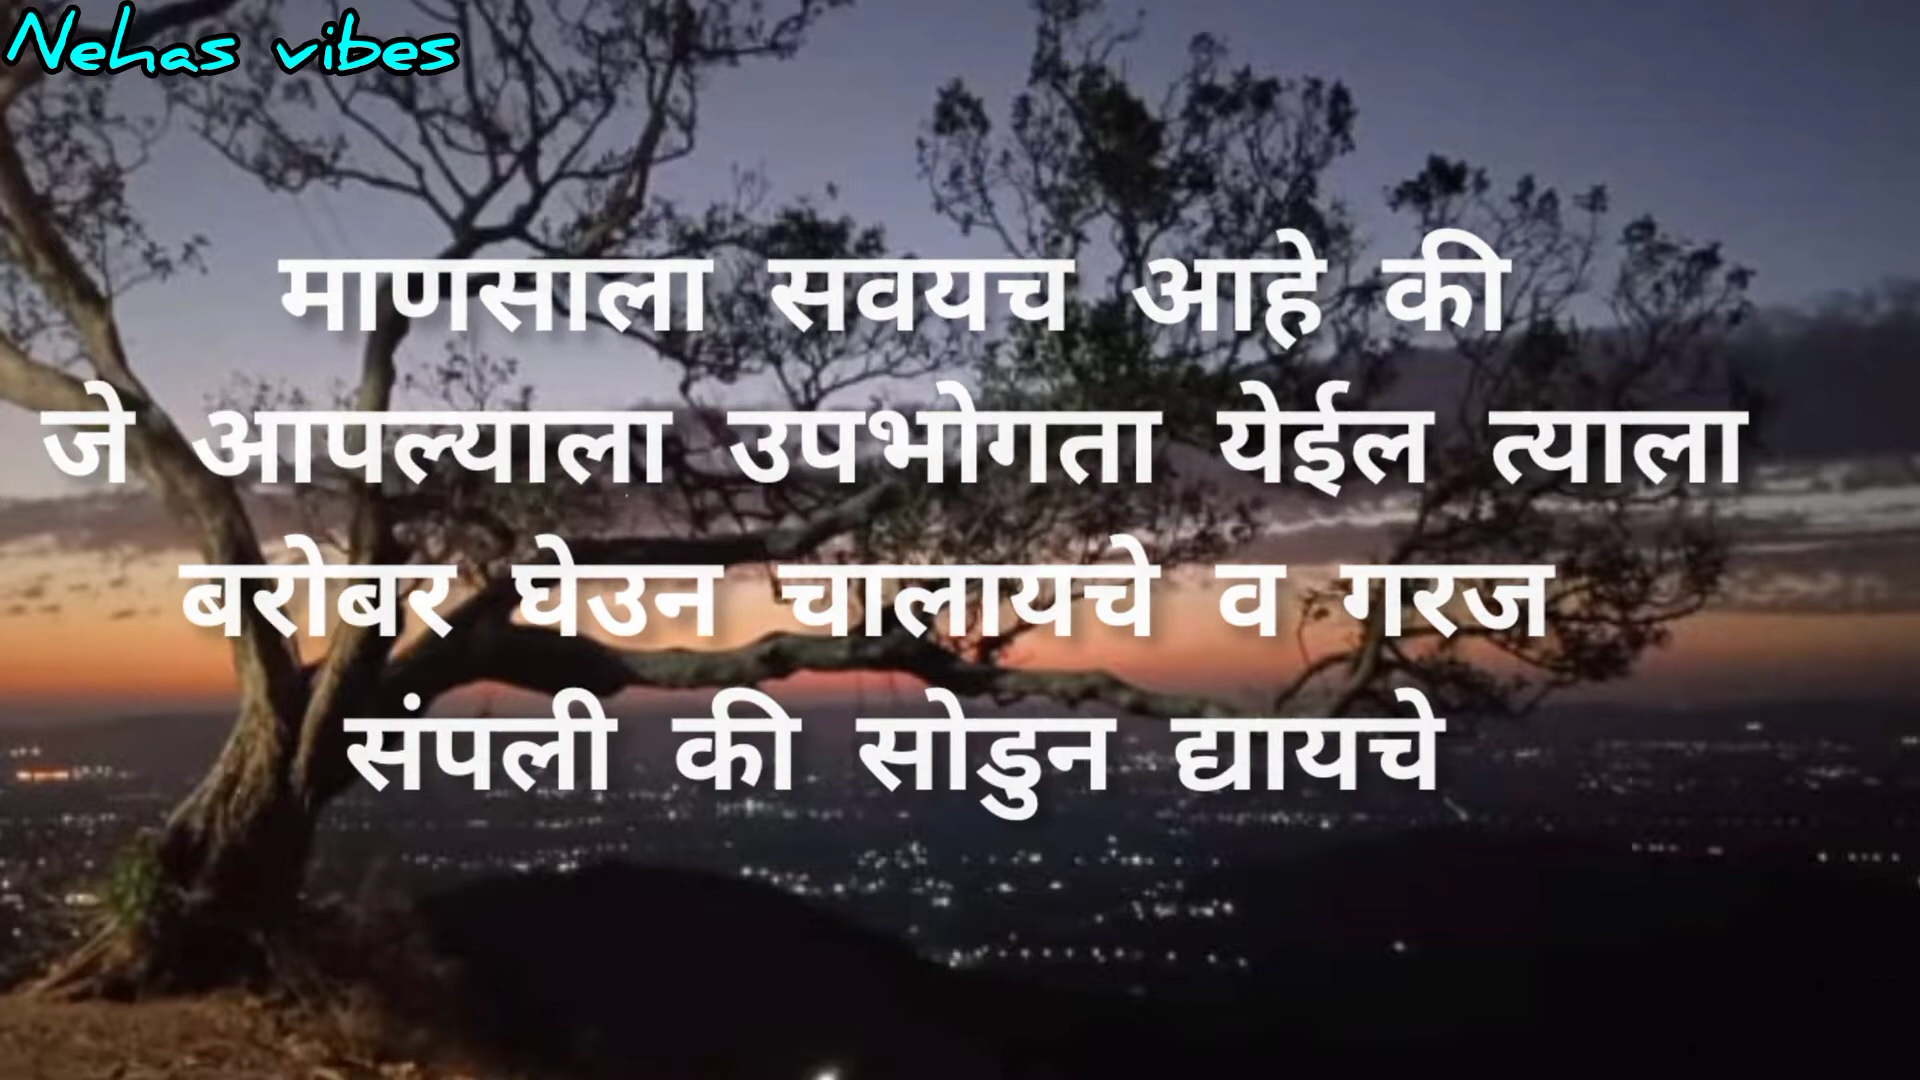 Nehas vibes
माणसाला सवयच आहे की
जे आपल्याला उपभोगता येईल त्याला
बरोबर घेउन चालायचे व गरज
संपली की सोडुन द्यायचे